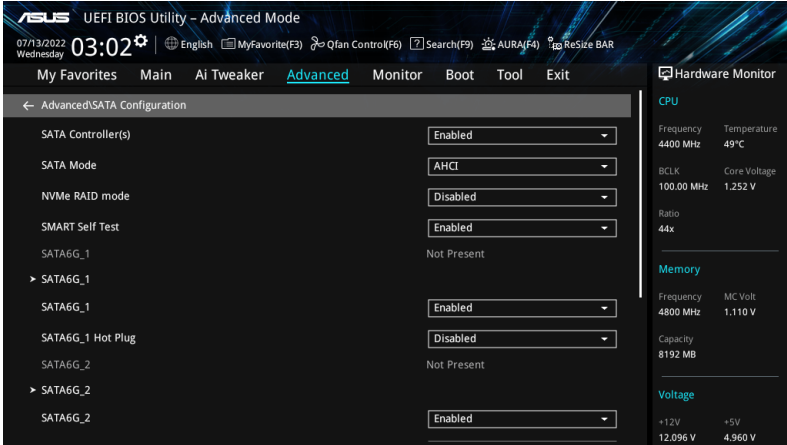 ASUS UEFI BIOS Utility – Advanced Mode
07/13/2022 Wednesday 03:02 English MyFavorite(F3) Qfan Control(F6) ? Search(F9) AURA(F4) ReSize BAR
My Favorites Main Ai Tweaker Advanced Monitor Boot Tool Exit
← Advanced\SATA Configuration
SATA Controller(s) Enabled
SATA Mode AHCI
NVMe RAID mode Disabled
SMART Self Test Enabled
SATA6G_1 Not Present
> SATA6G_1
SATA6G_1 Enabled
SATA6G_1 Hot Plug Disabled
SATA6G_2 Not Present
> SATA6G_2
SATA6G_2 Enabled
Hardware Monitor
CPU
Frequency Temperature
4400 MHz 49°C
BCLK Core Voltage
100.00 MHz 1.252 V
Ratio
44x
Memory
Frequency MC Volt
4800 MHz 1.110 V
Capacity
8192 MB
Voltage
+12V +5V
12.096 V 4.960 V